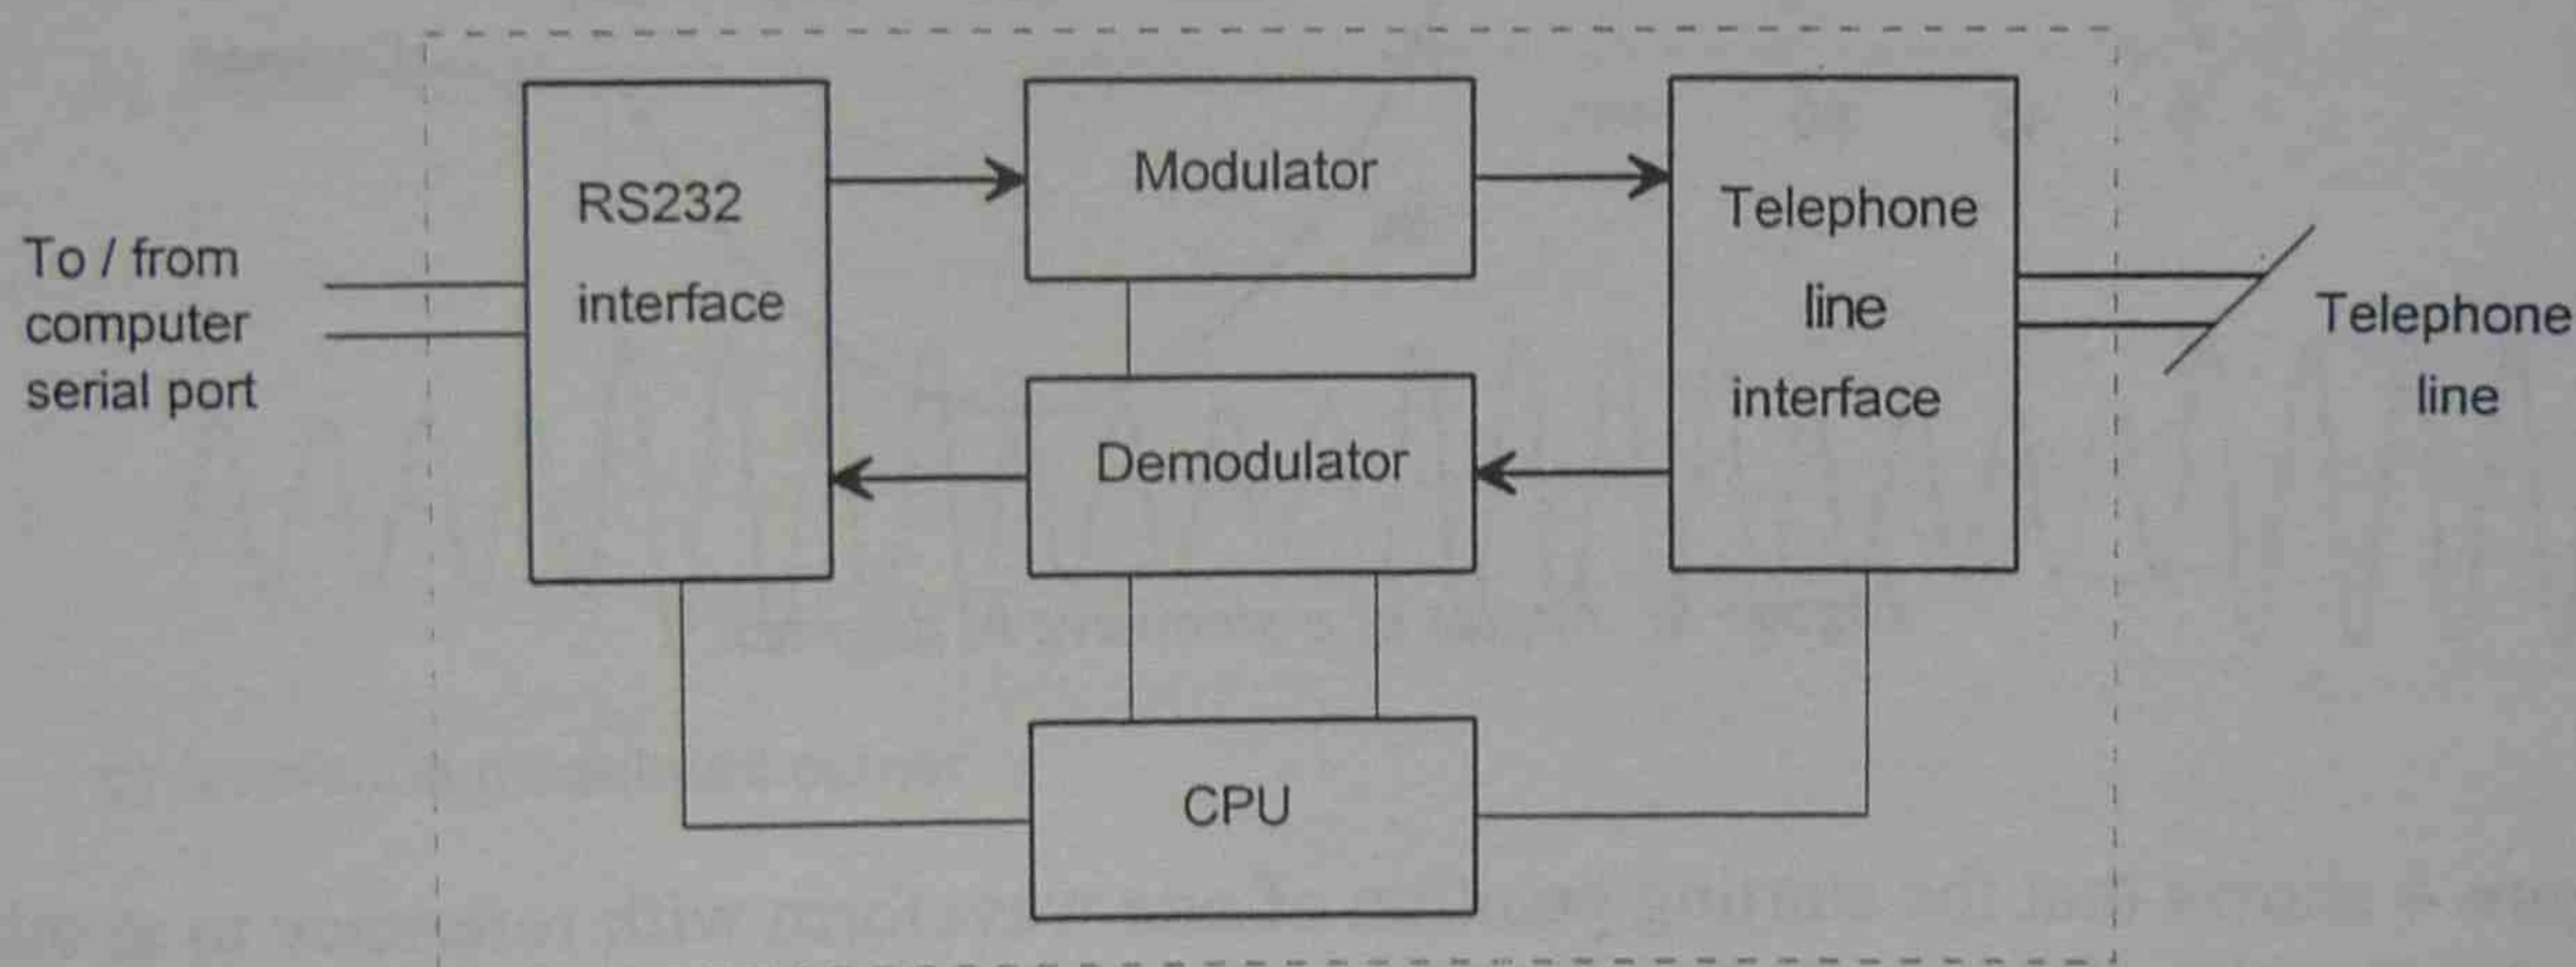 To / from
computer
serial port
RS232
interface
Modulator
Demodulator
CPU
Telephone
line
interface
Telephone
line